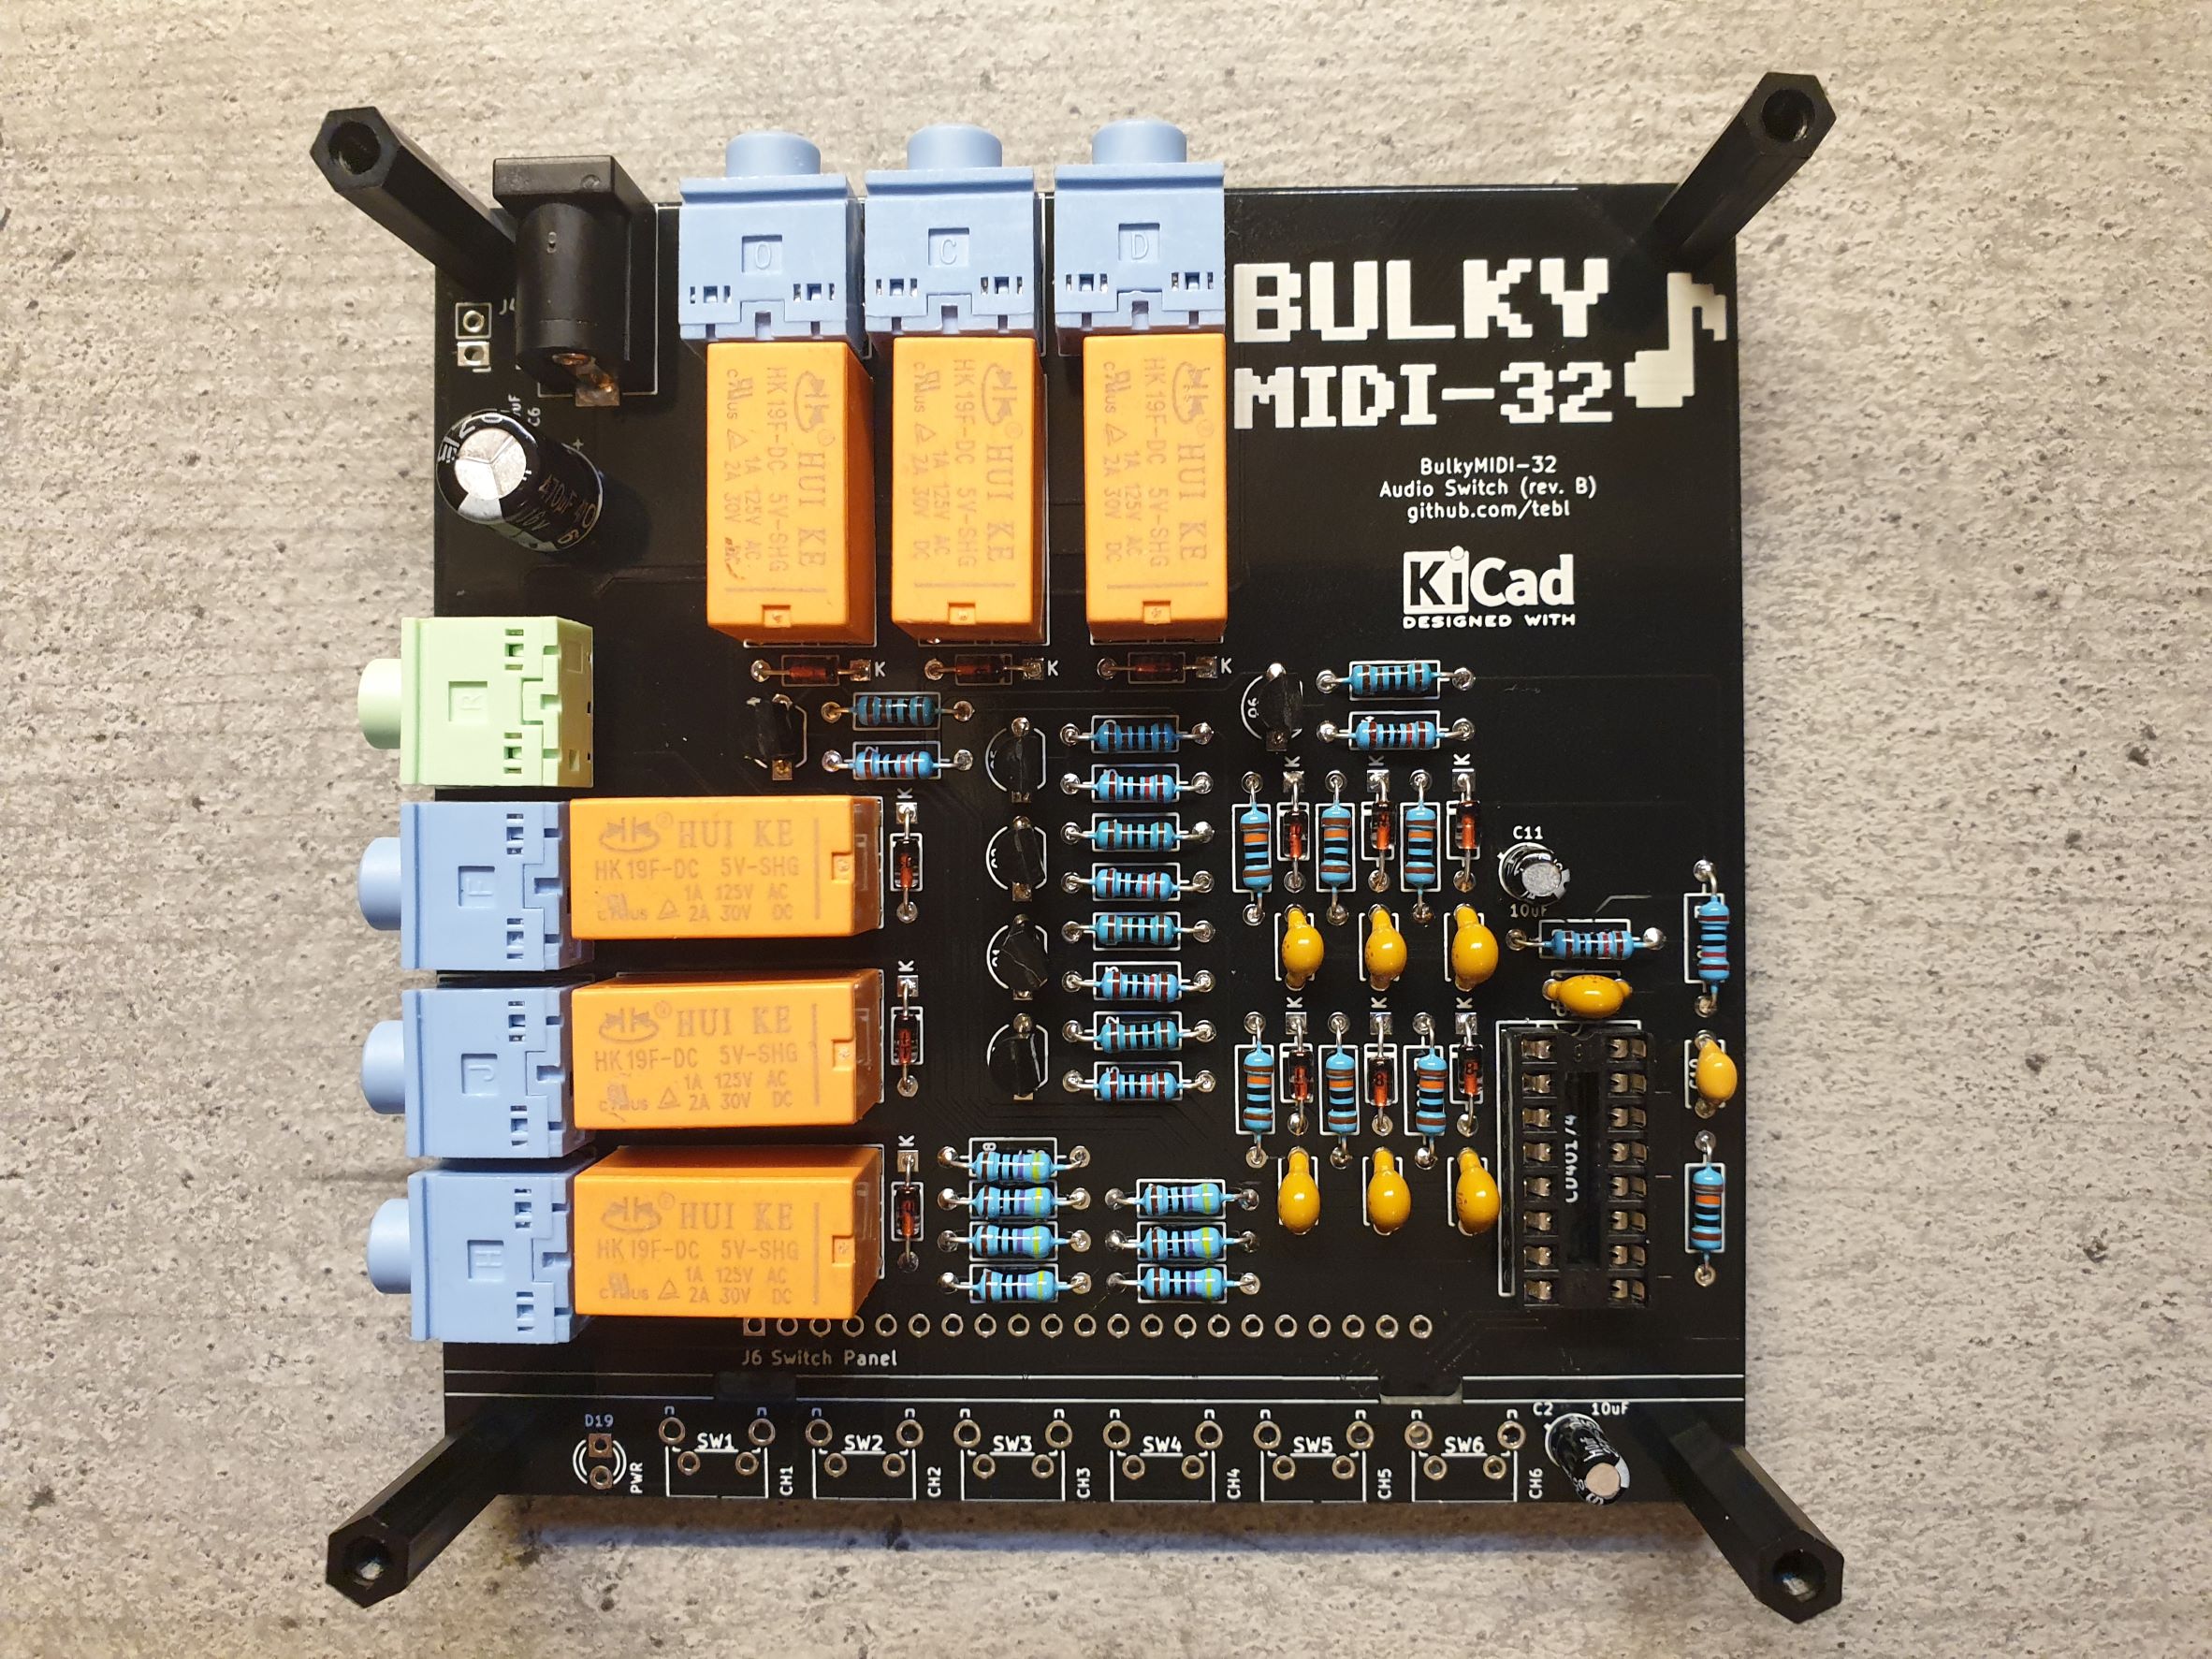 BULKY
MIDI-32
BulkyMIDI-32
Audio Switch (rev. B)
github.com/tebl
KiCad
DESIGNED WITH
O
C
D
HUI KE
HK19F-DC 5V-SHG
1A 125V AC
2A 30V DC
HUI KE
HK19F-DC 5V-SHG
1A 125V AC
2A 30V DC
HUI KE
HK19F-DC 5V-SHG
1A 125V AC
2A 30V DC
C6
470uF
16V
K
K
K
R
K
HUI KE
HK19F-DC 5V-SHG
1A 125V AC
2A 30V DC
J
K
HUI KE
HK19F-DC 5V-SHG
1A 125V AC
2A 30V DC
H
K
HUI KE
HK19F-DC 5V-SHG
1A 125V AC
2A 30V DC
K
K
K
K
K
K
C11
10uF
CD4017
J6 Switch Panel
D19
PWR
SW1
CH1
SW2
CH2
SW3
CH3
SW4
CH4
SW5
CH5
SW6
CH6
C2
10uF